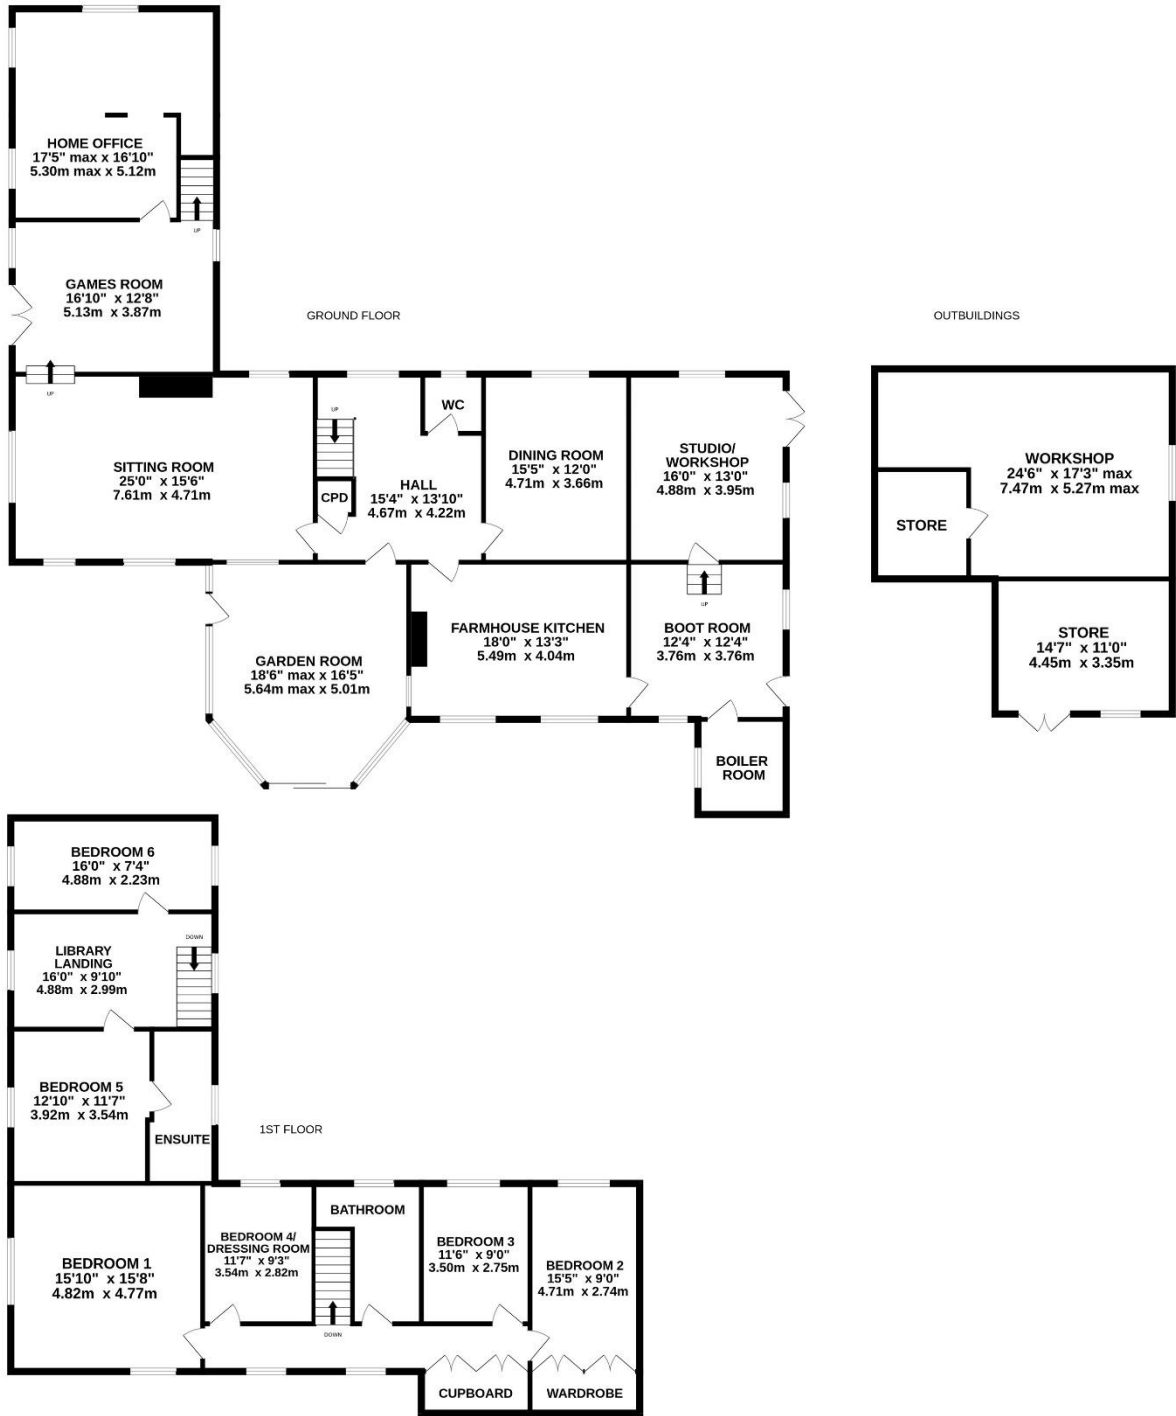 HOME OFFICE
17'5" max x 16'10"
5.30m max x 5.12m
UP
GAMES ROOM
16'10" x 12'8"
5.13m x 3.87m
GROUND FLOOR
OUTBUILDINGS
UP
SITTING ROOM
25'0" x 15'6"
7.61m x 4.71m
UP
CPD
WC
HALL
15'4" x 13'10"
4.67m x 4.22m
DINING ROOM
15'5" x 12'0"
4.71m x 3.66m
STUDIO/
WORKSHOP
16'0" x 13'0"
4.88m x 3.95m
WORKSHOP
24'6" x 17'3" max
7.47m x 5.27m max
STORE
GARDEN ROOM
18'6" max x 16'5"
5.64m max x 5.01m
FARMHOUSE KITCHEN
18'0" x 13'3"
5.49m x 4.04m
UP
BOOT ROOM
12'4" x 12'4"
3.76m x 3.76m
STORE
14'7" x 11'0"
4.45m x 3.35m
BOILER
ROOM
BEDROOM 6
16'0" x 7'4"
4.88m x 2.23m
DOWN
LIBRARY
LANDING
16'0" x 9'10"
4.88m x 2.99m
BEDROOM 5
12'10" x 11'7"
3.92m x 3.54m
ENSUITE
1ST FLOOR
BEDROOM 1
15'10" x 15'8"
4.82m x 4.77m
BEDROOM 4/
DRESSING ROOM
11'7" x 9'3"
3.54m x 2.82m
BATHROOM
DOWN
BEDROOM 3
11'6" x 9'0"
3.50m x 2.75m
BEDROOM 2
15'5" x 9'0"
4.71m x 2.74m
CUPBOARD
WARDROBE